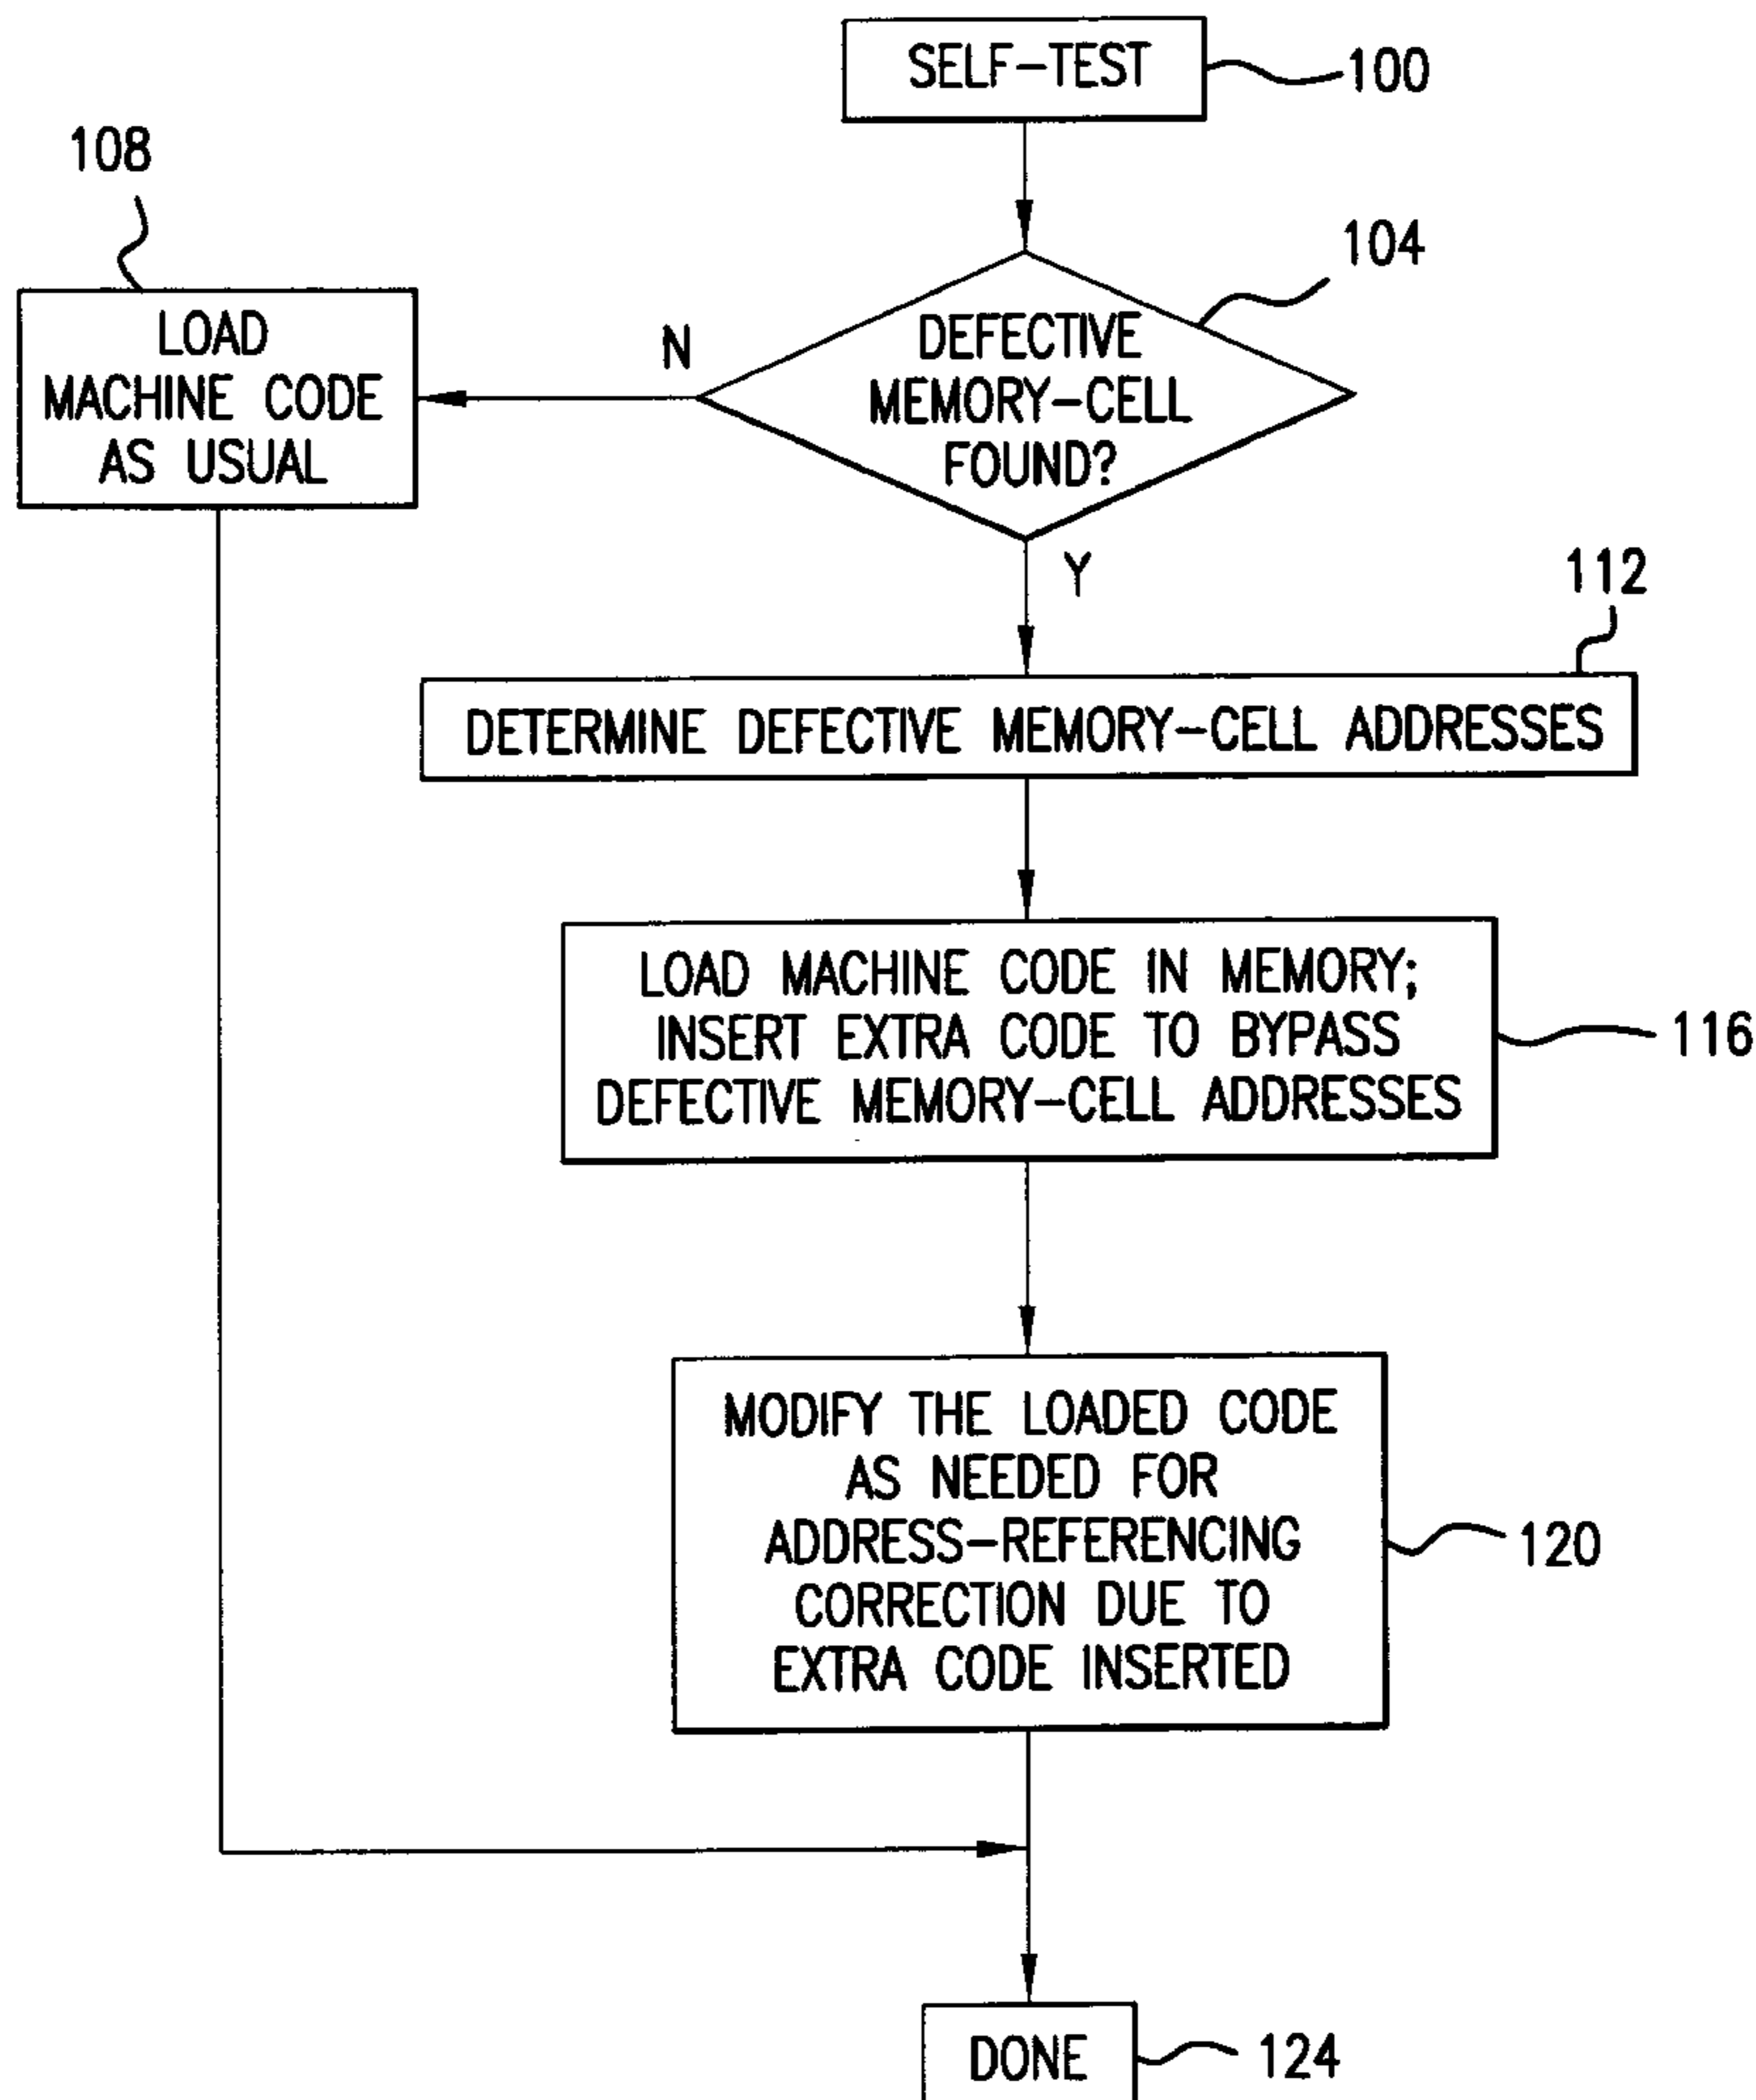 SELF-TEST
100
108
104
LOAD
MACHINE CODE
AS USUAL
N
DEFECTIVE
MEMORY-CELL
FOUND?
Y
112
DETERMINE DEFECTIVE MEMORY-CELL ADDRESSES
LOAD MACHINE CODE IN MEMORY;
INSERT EXTRA CODE TO BYPASS
DEFECTIVE MEMORY-CELL ADDRESSES
116
MODIFY THE LOADED CODE
AS NEEDED FOR
ADDRESS-REFERENCING
CORRECTION DUE TO
EXTRA CODE INSERTED
120
DONE
124